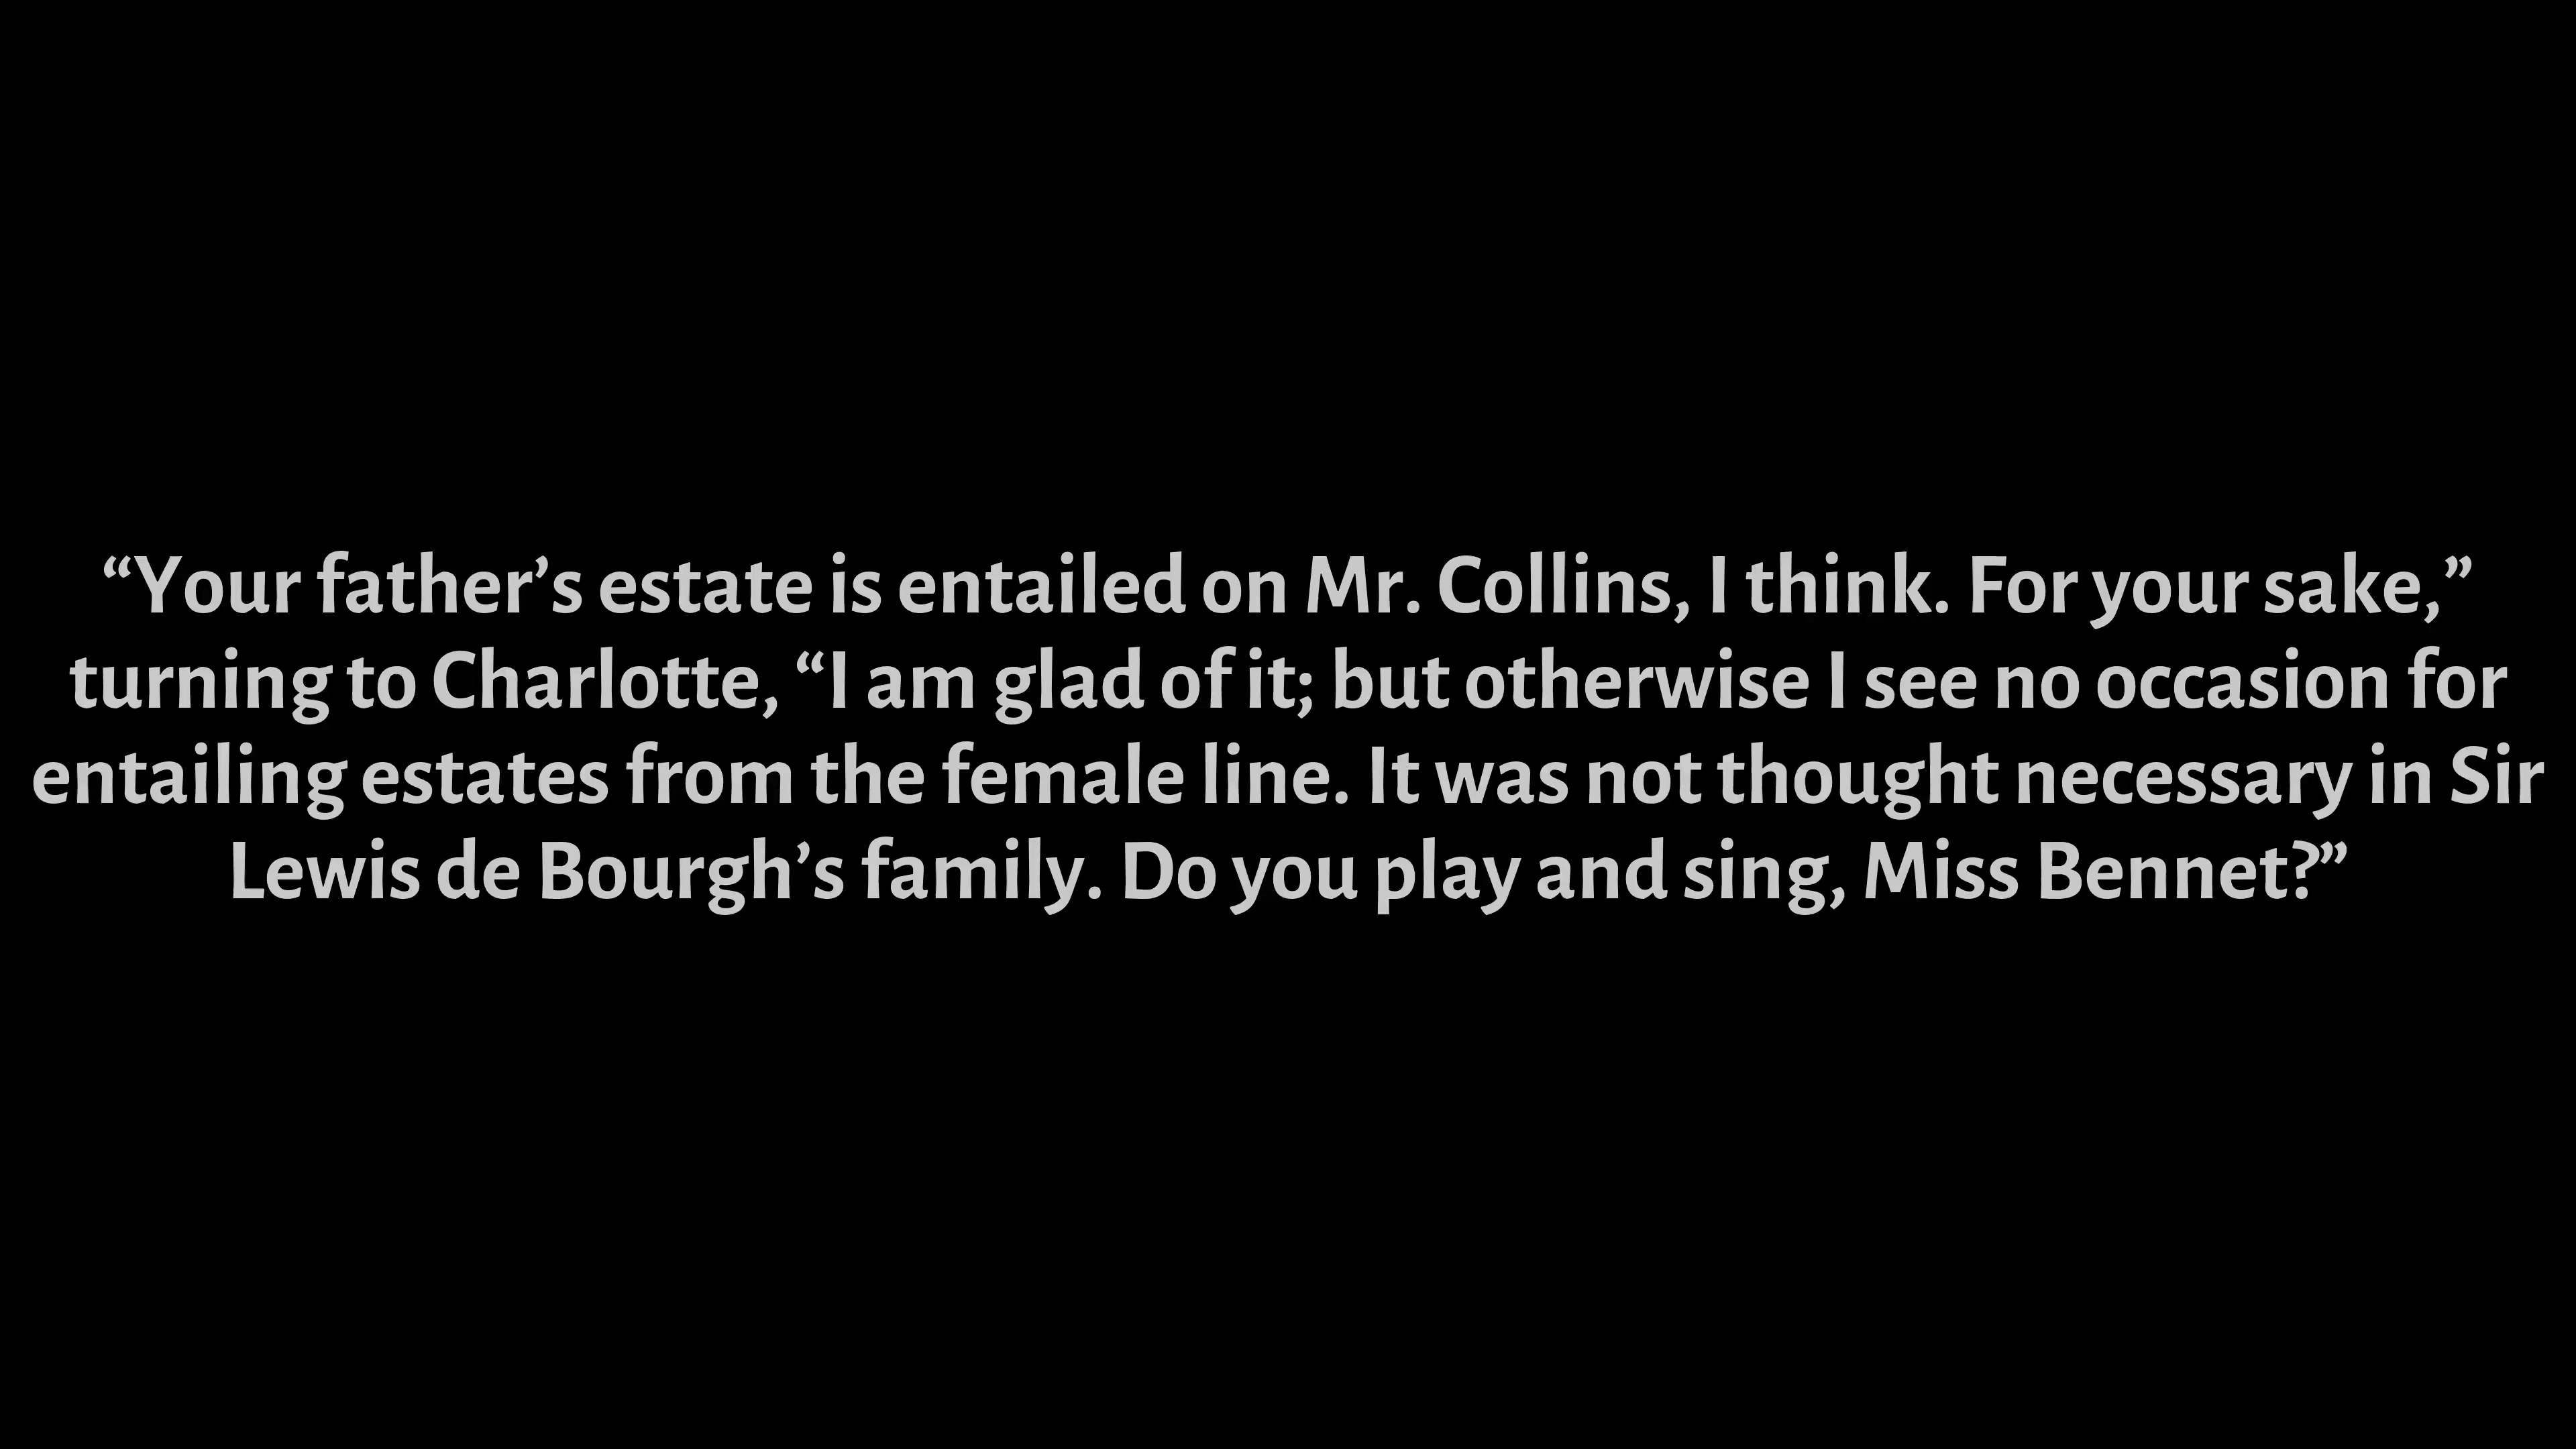 “Your father’s estate is entailed on Mr. Collins, I think. For your sake,”
turning to Charlotte, “I am glad of it; but otherwise I see no occasion for
entailing estates from the female line. It was not thought necessary in Sir
Lewis de Bourgh’s family. Do you play and sing, Miss Bennet?”